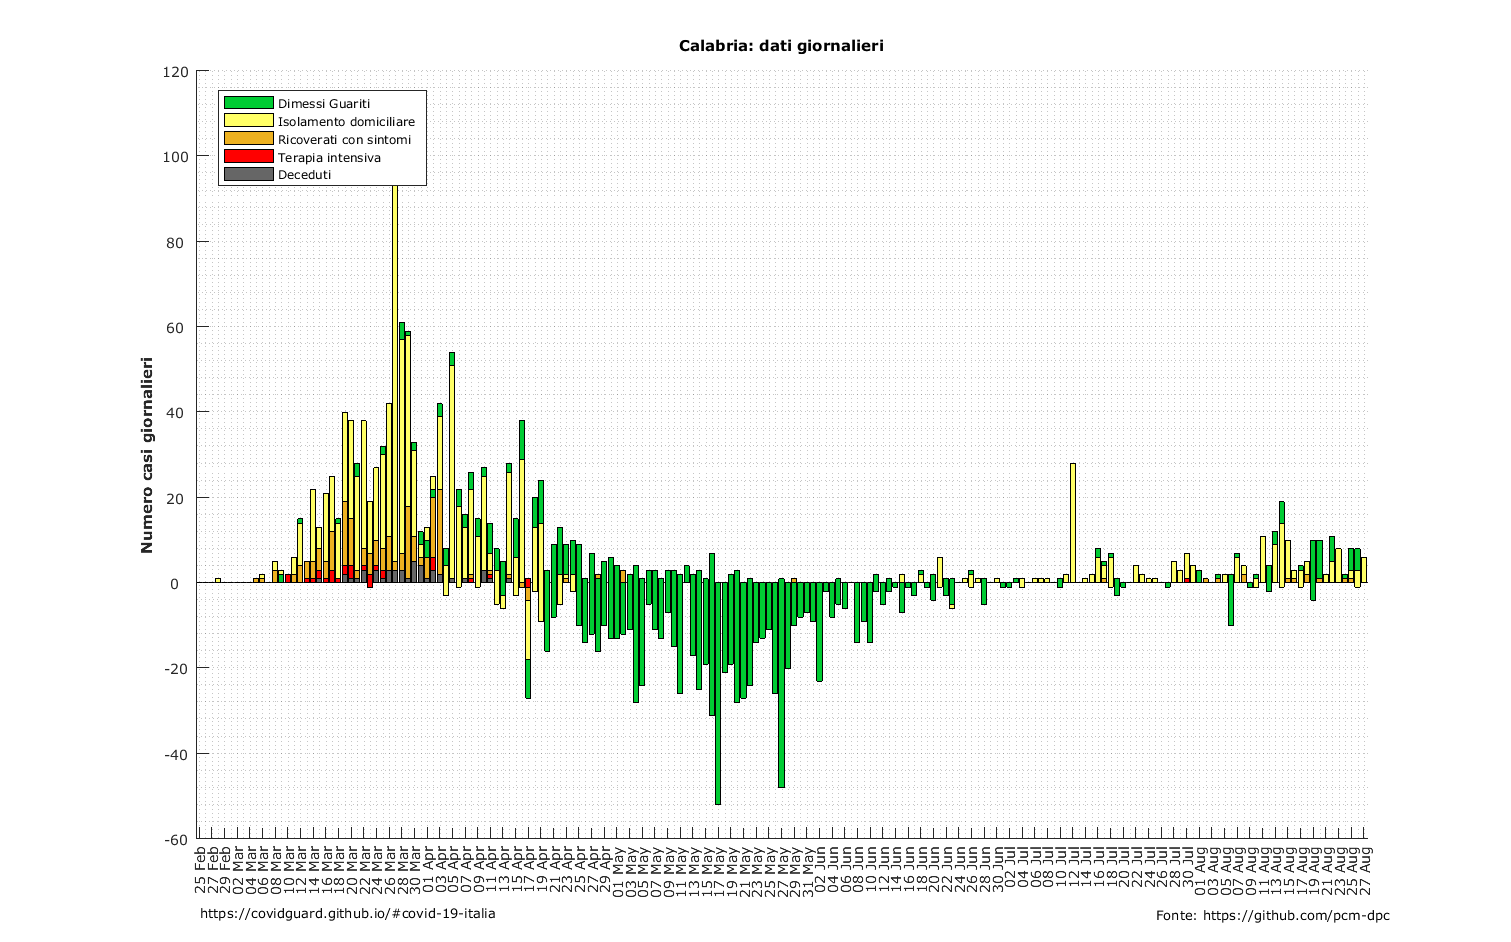 Calabria: dati giornalieri
Numero casi giornalieri
120
100
80
60
40
20
0
-20
-40
-60
Dimessi Guariti
Isolamento domiciliare
Ricoverati con sintomi
Terapia intensiva
Deceduti
25 Feb
27 Feb
29 Feb
02 Mar
04 Mar
06 Mar
08 Mar
10 Mar
12 Mar
14 Mar
16 Mar
18 Mar
20 Mar
22 Mar
24 Mar
26 Mar
28 Mar
30 Mar
01 Apr
03 Apr
05 Apr
07 Apr
09 Apr
11 Apr
13 Apr
15 Apr
17 Apr
19 Apr
21 Apr
23 Apr
25 Apr
27 Apr
29 Apr
01 May
03 May
05 May
07 May
09 May
11 May
13 May
15 May
17 May
19 May
21 May
23 May
25 May
27 May
29 May
31 May
02 Jun
04 Jun
06 Jun
08 Jun
10 Jun
12 Jun
14 Jun
16 Jun
18 Jun
20 Jun
22 Jun
24 Jun
26 Jun
28 Jun
30 Jun
02 Jul
04 Jul
06 Jul
08 Jul
10 Jul
12 Jul
14 Jul
16 Jul
18 Jul
20 Jul
22 Jul
24 Jul
26 Jul
28 Jul
30 Jul
01 Aug
03 Aug
05 Aug
07 Aug
09 Aug
11 Aug
13 Aug
15 Aug
17 Aug
19 Aug
21 Aug
23 Aug
25 Aug
27 Aug
https://covidguard.github.io/#covid-19-italia
Fonte: https://github.com/pcm-dpc